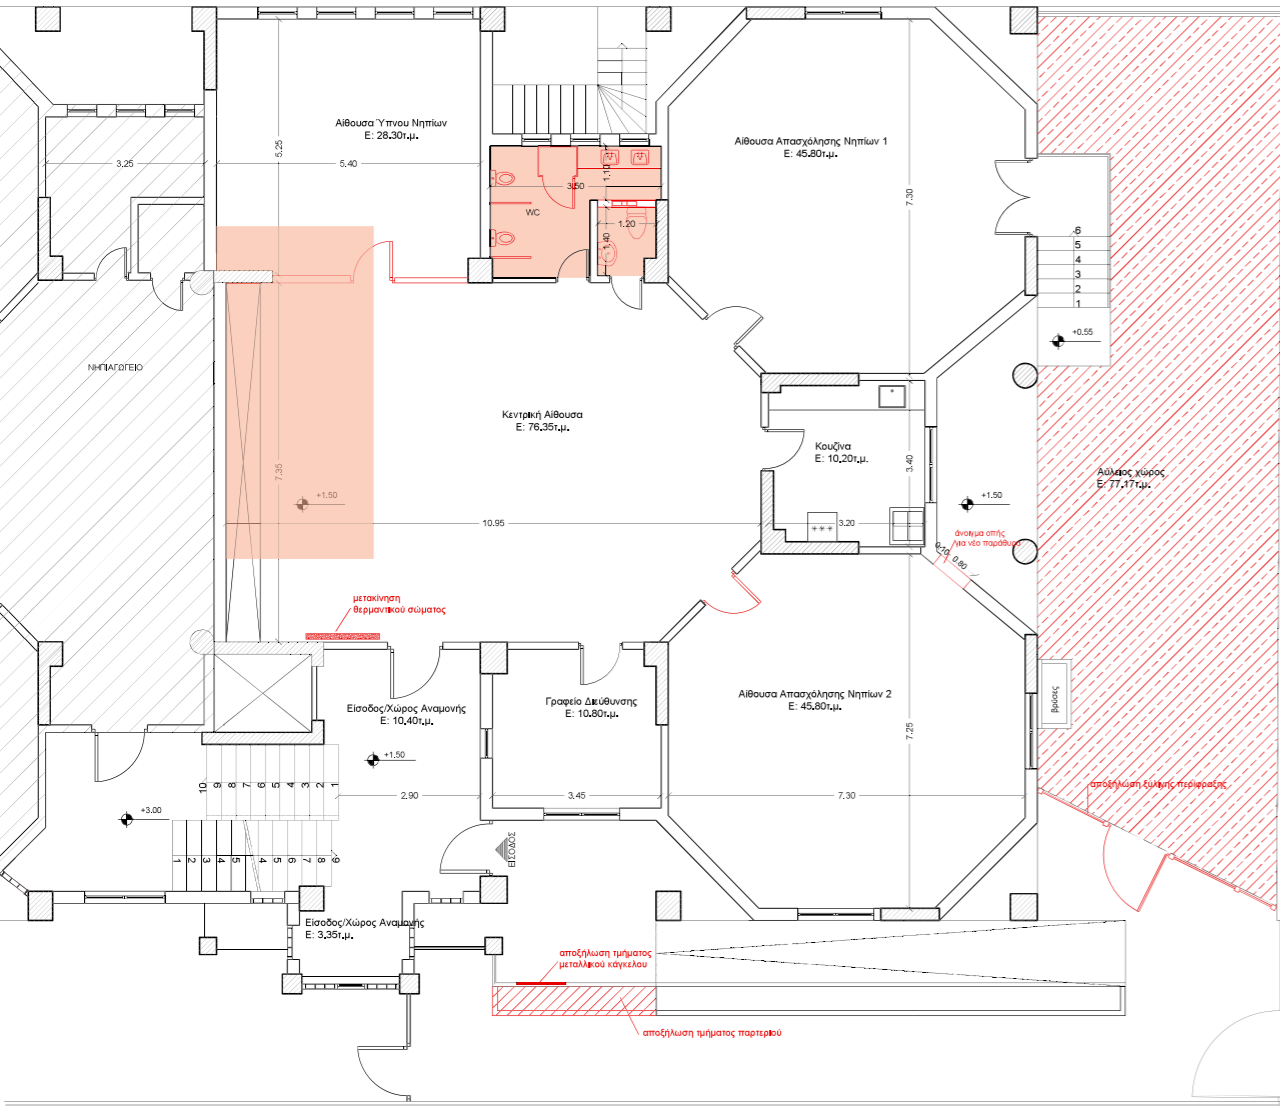 Αίθουσα Ύπνου Νηπίων
Ε: 28.30τ.μ.
5.25
5.40
3.25
1.10
3.50
WC
1.20
1.40
Αίθουσα Απασχόλησης Νηπίων 1
Ε: 45.80τ.μ.
7.30
6
5
4
3
2
1
+0.55
ΝΗΠΙΑΓΩΓΕΙΟ
Κεντρική Αίθουσα
Ε: 76.35τ.μ.
7.35
+1.50
10.95
Κουζίνα
Ε: 10.20τ.μ.
3.40
3.20
***
+1.50
Αύλειος χώρος
Ε: 77.17τ.μ.
άνοιγμα οπής
για νέο παράθυρο
0.80
μετακίνηση
θερμαντικού σώματος
Είσοδος/Χώρος Αναμονής
Ε: 10.40τ.μ.
+1.50
Γραφείο Διεύθυνσης
Ε: 10.80τ.μ.
Αίθουσα Απασχόλησης Νηπίων 2
Ε: 45.80τ.μ.
7.25
βρύσες
10 9 8 7 6 5 4 3 2 1
2.90
3.45
7.30
αποξήλωση ξύλινης περίφραξης
+3.00
1 2 3 4 5 4 5 6 7 8 9
ΕΙΣΟΔΟΣ
Είσοδος/Χώρος Αναμονής
Ε: 3.35τ.μ.
αποξήλωση τμήματος
μεταλλικού κάγκελου
αποξήλωση τμήματος παρτεριού